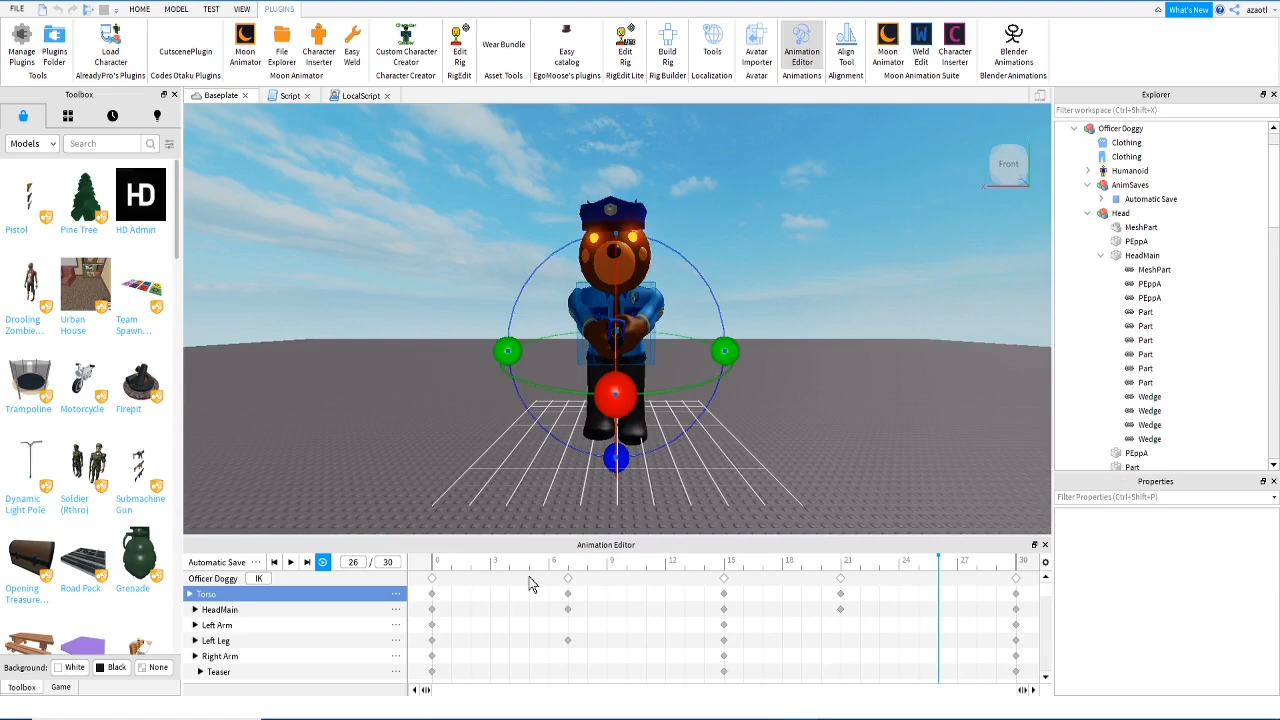 FILE HOME MODEL TEST VIEW PLUGINS What's New azaotl
Manage Plugins
Plugins Folder
Load Character
CutscenePlugin
Moon Animator
File Explorer
Character Inserter
Easy Weld
Custom Character Creator
Edit Rig
Wear Bundle
Easy catalog
Edit Rig
Build Rig
Tools
Avatar Importer
Animation Editor
Align Tool
Moon Animator
Weld Edit
Character Inserter
Blender Animations
Tools AlreadyPro's Plugins Codes Otaku Plugins Moon Animator CharacterCreator RigEdit Asset Tools EgoMoose's plugins RigEdit Lite Rig Builder Localization Avatar Animations Alignment Moon Animation Suite Blender Animations
Toolbox
Models Search
HD
Pistol Pine Tree HD Admin
Drooling Zombie... Urban House Team Spawn...
Trampoline Motorcycle Firepit
Dynamic Light Pole Soldier (Rthro) Submachine Gun
Opening Treasure... Road Pack Grenade
Background: White Black None
Toolbox Game
Baseplate Script LocalScript
Front
X
Animation Editor
Automatic Save ... 26 / 30 0 3 6 9 12 15 18 21 24 27 30
Officer Doggy IK
Torso
HeadMain
Left Arm
Left Leg
Right Arm
Teaser
Explorer
Filter workspace (Ctrl+Shift+X)
Officer Doggy
Clothing
Clothing
Humanoid
AnimSaves
Automatic Save
Head
MeshPart
PEppA
HeadMain
MeshPart
PEppA
PEppA
Part
Part
Part
Part
Part
Part
Wedge
Wedge
Wedge
Wedge
PEppA
Part
Properties
Filter Properties (Ctrl+Shift+P)